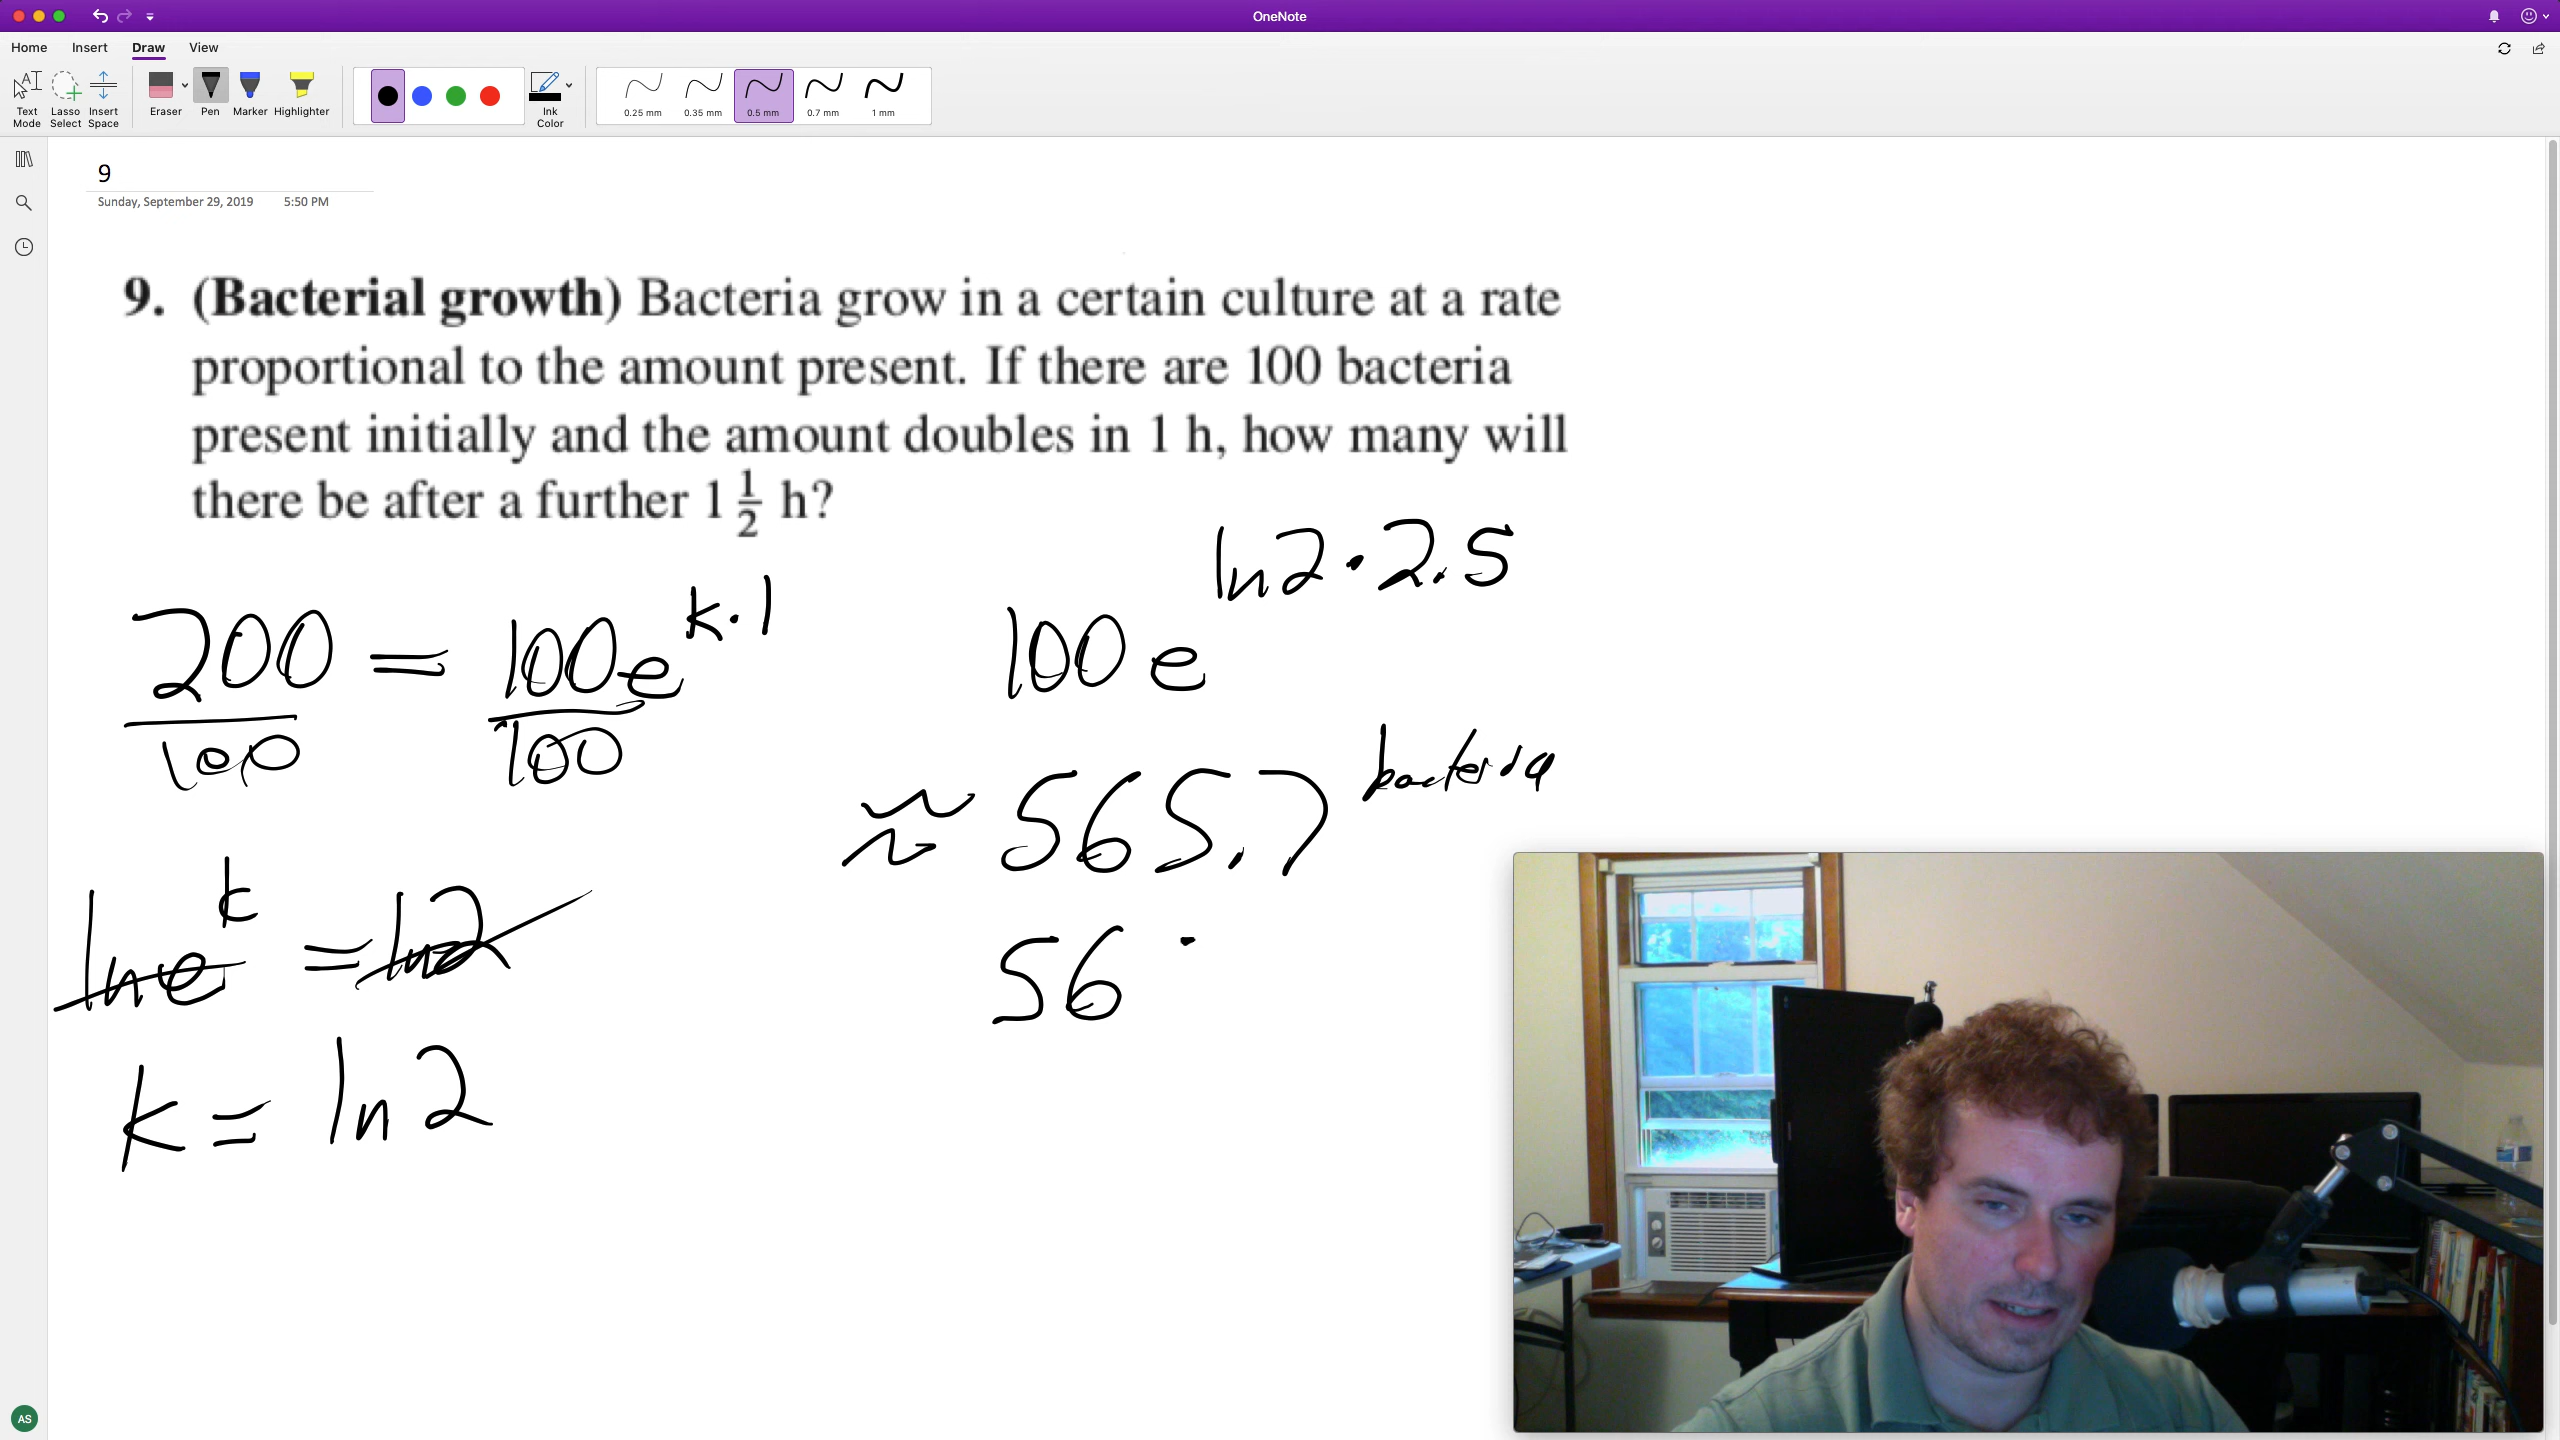 OneNote
Home Insert Draw View
Text Mode Lasso Select Insert Space Eraser Pen Marker Highlighter Ink Color 0.25 mm 0.35 mm 0.5 mm 0.7 mm 1 mm
9
Sunday, September 29, 2019 5:50 PM
9. (Bacterial growth) Bacteria grow in a certain culture at a rate
proportional to the amount present. If there are 100 bacteria
present initially and the amount doubles in 1 h, how many will
there be after a further 1 1/2 h?
200/100 = 100e^k·1/100
ln e^k = ln2
k = ln2
100 e^ln2·2.5
≈ 565.7 bacteria
56
AS